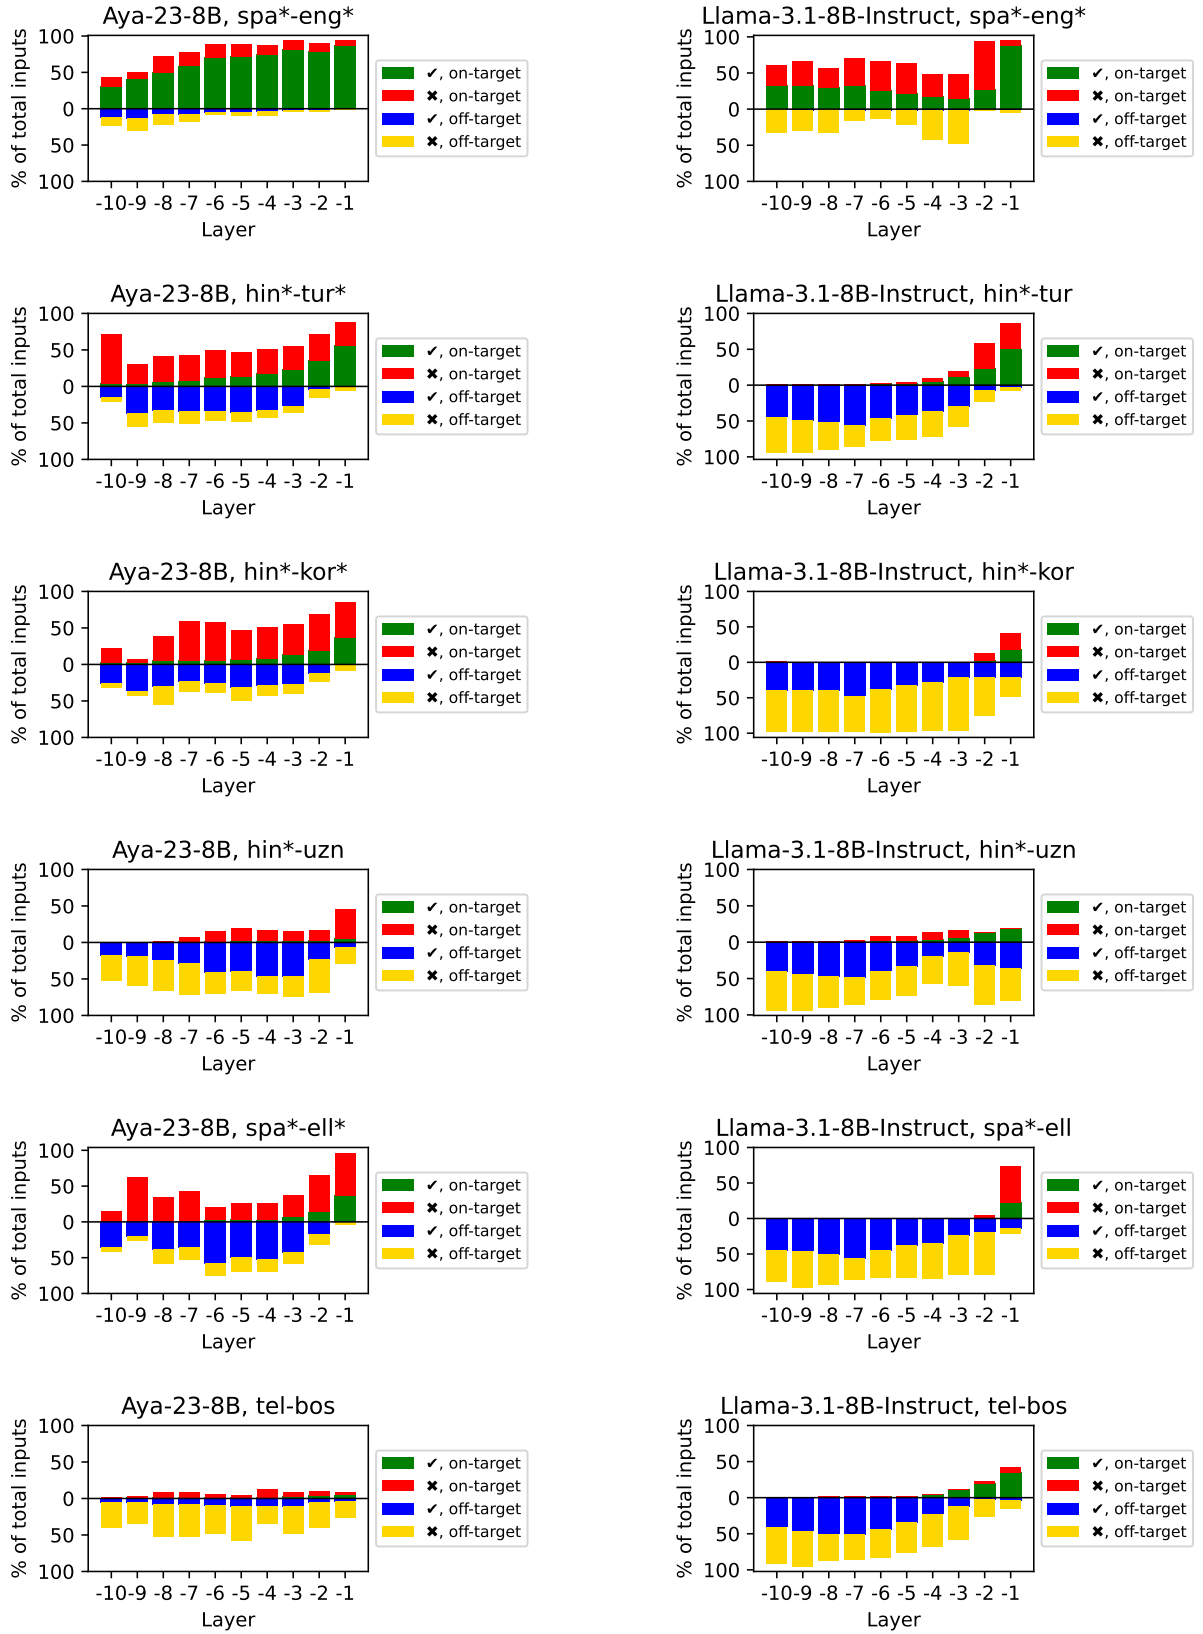 Aya-23-8B, spa*-eng*
% of total inputs
100
50
0
50
100
-10 -9 -8 -7 -6 -5 -4 -3 -2 -1
Layer
✔, on-target
✖, on-target
✔, off-target
✖, off-target
Llama-3.1-8B-Instruct, spa*-eng*
% of total inputs
100
50
0
50
100
-10 -9 -8 -7 -6 -5 -4 -3 -2 -1
Layer
✔, on-target
✖, on-target
✔, off-target
✖, off-target
Aya-23-8B, hin*-tur*
% of total inputs
100
50
0
50
100
-10 -9 -8 -7 -6 -5 -4 -3 -2 -1
Layer
✔, on-target
✖, on-target
✔, off-target
✖, off-target
Llama-3.1-8B-Instruct, hin*-tur
% of total inputs
100
50
0
50
100
-10 -9 -8 -7 -6 -5 -4 -3 -2 -1
Layer
✔, on-target
✖, on-target
✔, off-target
✖, off-target
Aya-23-8B, hin*-kor*
% of total inputs
100
50
0
50
100
-10 -9 -8 -7 -6 -5 -4 -3 -2 -1
Layer
✔, on-target
✖, on-target
✔, off-target
✖, off-target
Llama-3.1-8B-Instruct, hin*-kor
% of total inputs
100
50
0
50
100
-10 -9 -8 -7 -6 -5 -4 -3 -2 -1
Layer
✔, on-target
✖, on-target
✔, off-target
✖, off-target
Aya-23-8B, hin*-uzn
% of total inputs
100
50
0
50
100
-10 -9 -8 -7 -6 -5 -4 -3 -2 -1
Layer
✔, on-target
✖, on-target
✔, off-target
✖, off-target
Llama-3.1-8B-Instruct, hin*-uzn
% of total inputs
100
50
0
50
100
-10 -9 -8 -7 -6 -5 -4 -3 -2 -1
Layer
✔, on-target
✖, on-target
✔, off-target
✖, off-target
Aya-23-8B, spa*-ell*
% of total inputs
100
50
0
50
100
-10 -9 -8 -7 -6 -5 -4 -3 -2 -1
Layer
✔, on-target
✖, on-target
✔, off-target
✖, off-target
Llama-3.1-8B-Instruct, spa*-ell
% of total inputs
100
50
0
50
100
-10 -9 -8 -7 -6 -5 -4 -3 -2 -1
Layer
✔, on-target
✖, on-target
✔, off-target
✖, off-target
Aya-23-8B, tel-bos
% of total inputs
100
50
0
50
100
-10 -9 -8 -7 -6 -5 -4 -3 -2 -1
Layer
✔, on-target
✖, on-target
✔, off-target
✖, off-target
Llama-3.1-8B-Instruct, tel-bos
% of total inputs
100
50
0
50
100
-10 -9 -8 -7 -6 -5 -4 -3 -2 -1
Layer
✔, on-target
✖, on-target
✔, off-target
✖, off-target